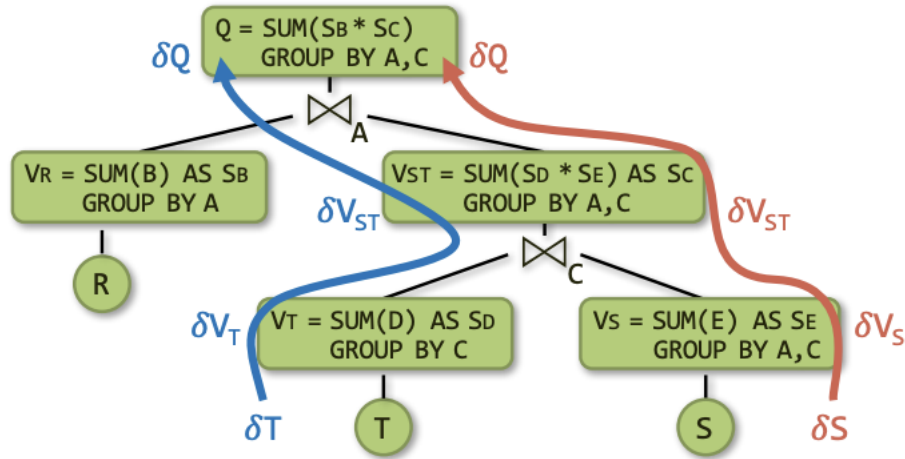 Q = SUM(SB * SC)
GROUP BY A,C
δQ
δQ
A
VR = SUM(B) AS SB
GROUP BY A
VST = SUM(SD * SE) AS SC
GROUP BY A,C
δVST
δVST
C
R
VT = SUM(D) AS SD
GROUP BY C
VS = SUM(E) AS SE
GROUP BY A,C
δVT
δVS
δT
T
S
δS